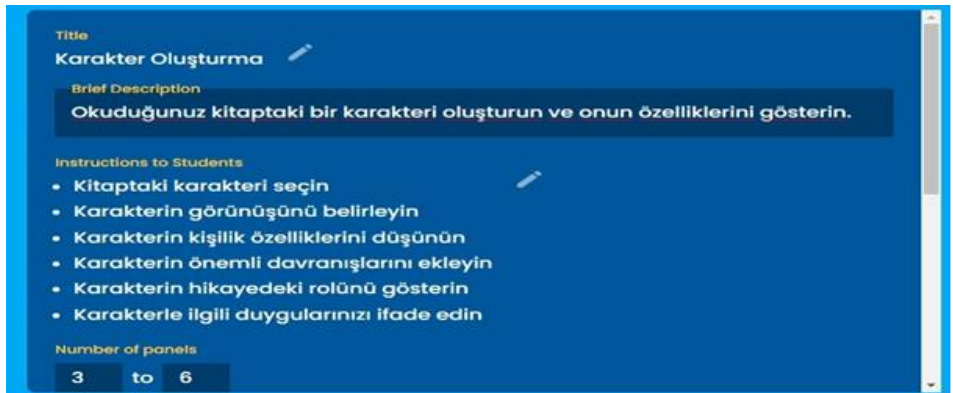 Title
Karakter Oluşturma
Brief Description
Okuduğunuz kitaptaki bir karakteri oluşturun ve onun özelliklerini gösterin.
Instructions to Students
• Kitaptaki karakteri seçin
• Karakterin görünüşünü belirleyin
• Karakterin kişilik özelliklerini düşünün
• Karakterin önemli davranışlarını ekleyin
• Karakterin hikayedeki rolünü gösterin
• Karakterle ilgili duygularınızı ifade edin
Number of panels
3 to 6